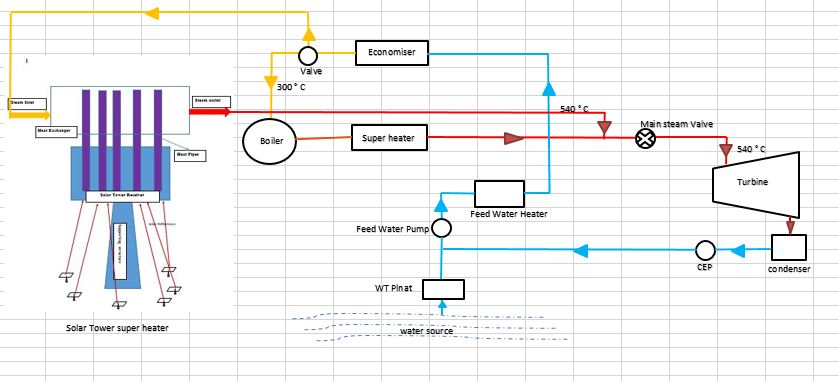 Economiser
Valve
300 ° C
540 ° C
Steam Inlet
Steam outlet
Main steam Valve
Heat Exchanger
Boiler
Super heater
540 ° C
Heat Pipes
Turbine
Solar Tower Receiver
Feed Water Heater
Feed Water Pump
CEP
condenser
WT Plnat
Solar Tower super heater
water source